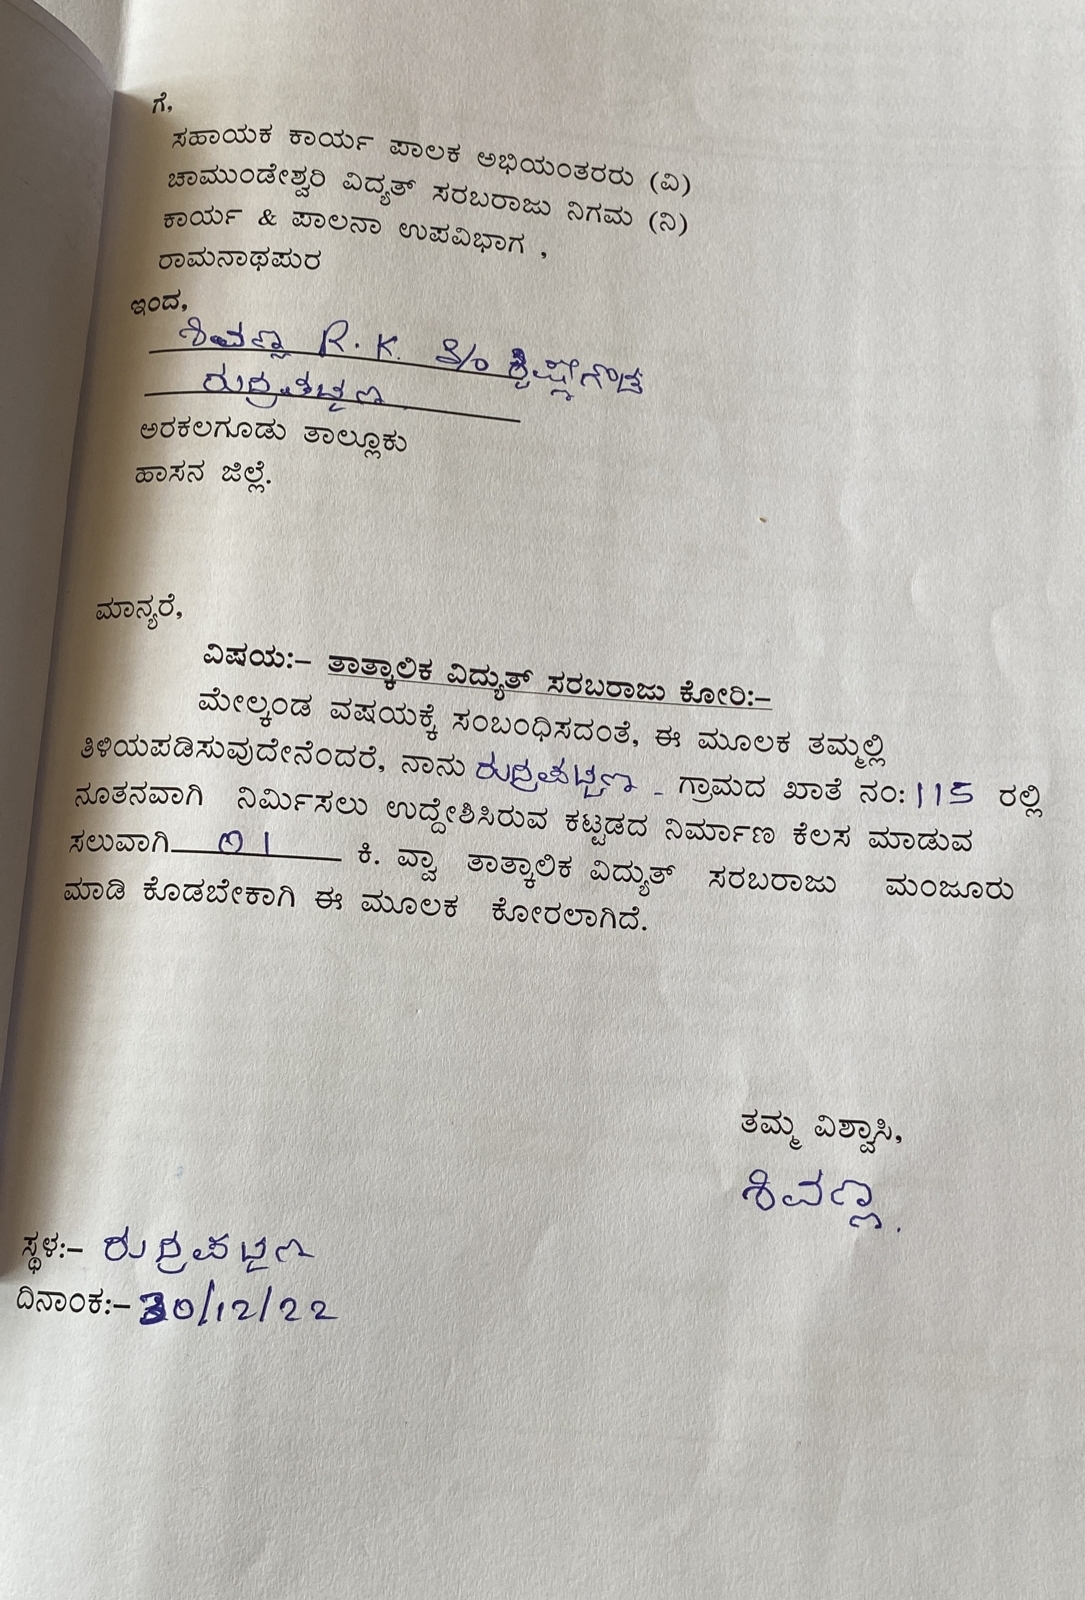 ಗೆ,
ಸಹಾಯಕ ಕಾರ್ಯ ಪಾಲಕ ಅಭಿಯಂತರರು (ವಿ)
ಚಾಮುಂಡೇಶ್ವರಿ ವಿದ್ಯತ್ ಸರಬರಾಜು ನಿಗಮ (ನಿ)
ಕಾರ್ಯ & ಪಾಲನಾ ಉಪವಿಭಾಗ ,
ರಾಮನಾಥಪುರ
ಇಂದ,
ಶಿವಣ್ಣ R. K. S/o ಕೃಷ್ಣೇಗೌಡ
ರುದ್ರಪಟ್ಟಣ
ಅರಕಲಗೂಡು ತಾಲ್ಲೂಕು
ಹಾಸನ ಜಿಲ್ಲೆ.
ಮಾನ್ಯರೆ,
ವಿಷಯ:– ತಾತ್ಕಾಲಿಕ ವಿದ್ಯುತ್ ಸರಬರಾಜು ಕೋರಿ:–
ಮೇಲ್ಕಂಡ ವಷಯಕ್ಕೆ ಸಂಬಂಧಿಸದಂತೆ, ಈ ಮೂಲಕ ತಮ್ಮಲ್ಲಿ
ತಿಳಿಯಪಡಿಸುವುದೇನೆಂದರೆ, ನಾನು ರುದ್ರಪಟ್ಟಣ - ಗ್ರಾಮದ ಖಾತೆ ನಂ: 115 ರಲ್ಲಿ
ನೂತನವಾಗಿ ನಿರ್ಮಿಸಲು ಉದ್ದೇಶಿಸಿರುವ ಕಟ್ಟಡದ ನಿರ್ಮಾಣ ಕೆಲಸ ಮಾಡುವ
ಸಲುವಾಗಿ 01 ಕಿ. ವ್ಯಾ ತಾತ್ಕಾಲಿಕ ವಿದ್ಯುತ್ ಸರಬರಾಜು ಮಂಜೂರು
ಮಾಡಿ ಕೊಡಬೇಕಾಗಿ ಈ ಮೂಲಕ ಕೋರಲಾಗಿದೆ.
ತಮ್ಮ ವಿಶ್ವಾಸಿ,
ಶಿವಣ್ಣ.
ಸ್ಥಳ:– ರುದ್ರಪಟ್ಟಣ
ದಿನಾಂಕ:– 30/12/22